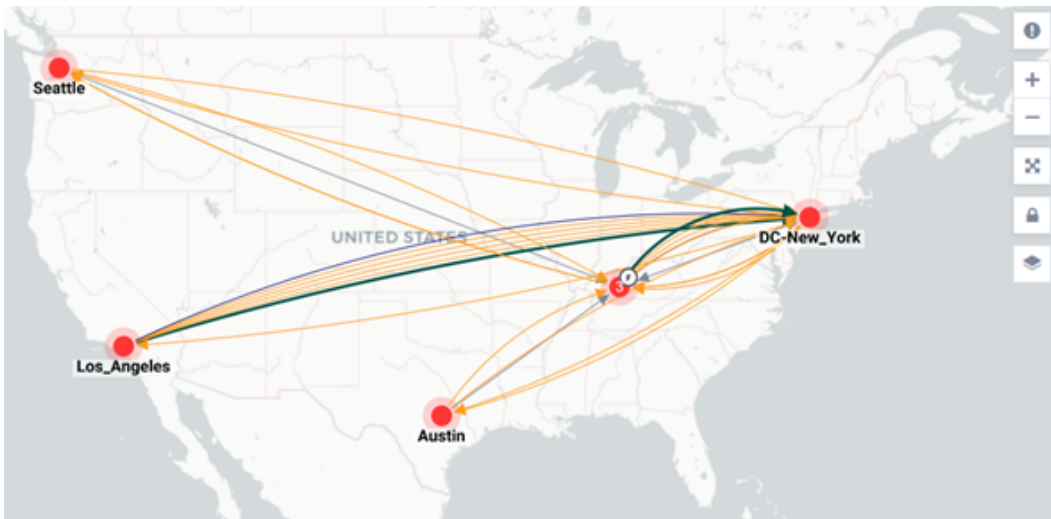 Seattle
UNITED STATES
DC-New_York
3
Los_Angeles
Austin